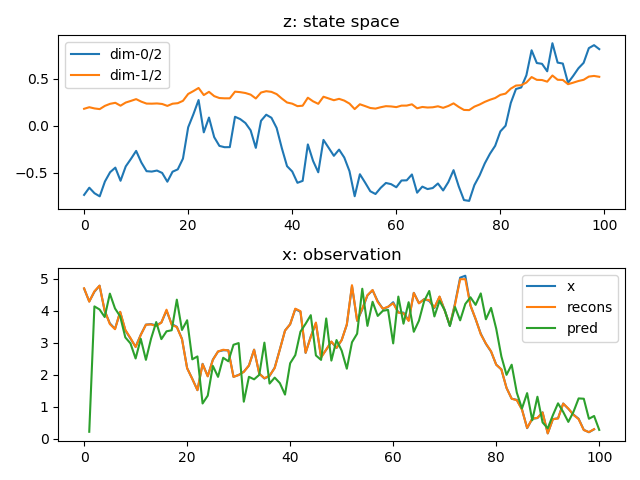 z: state space
dim-0/2
dim-1/2
0.5
0.0
−0.5
0 20 40 60 80 100
x: observation
x
recons
pred
5
4
3
2
1
0
0 20 40 60 80 100